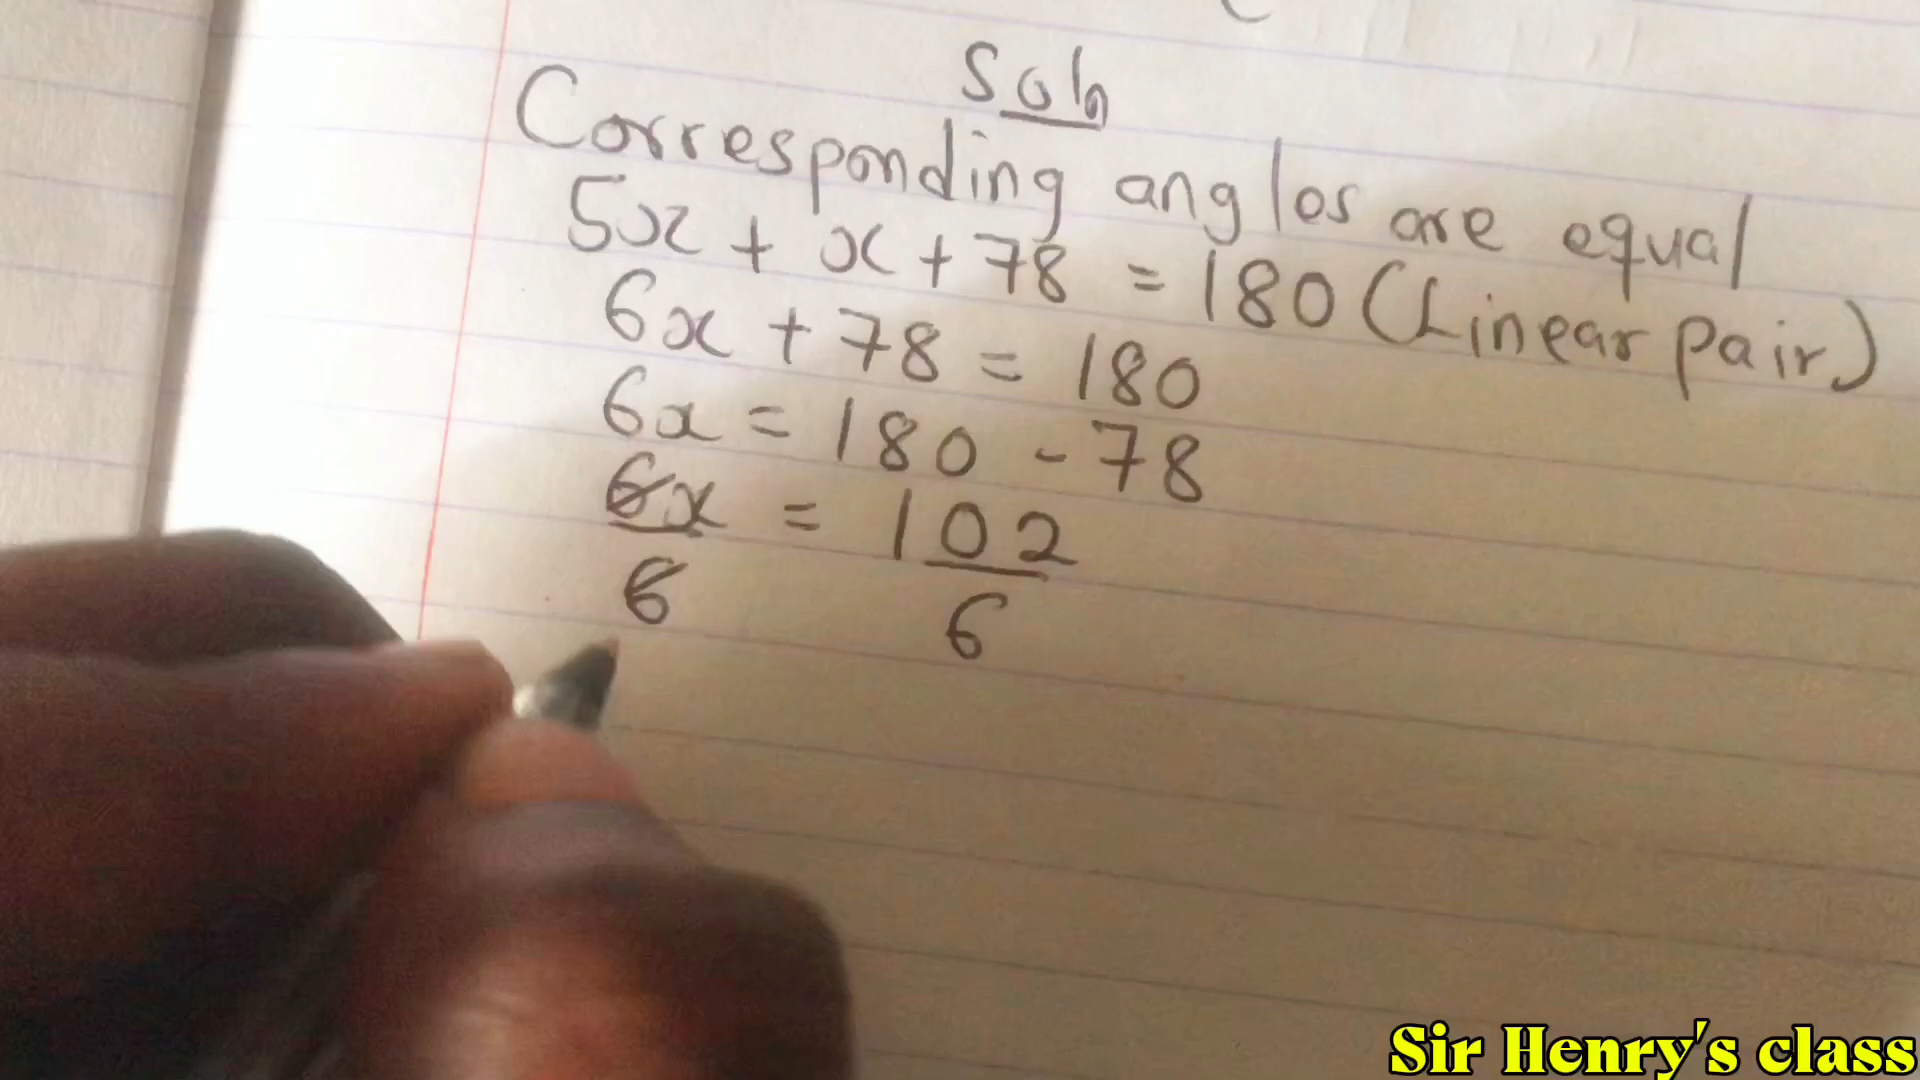 Soln
Corresponding angles are equal
5x + x + 78 = 180 (Linear pair)
6x + 78 = 180
6x = 180 - 78
6x = 102
6 6
Sir Henry's class